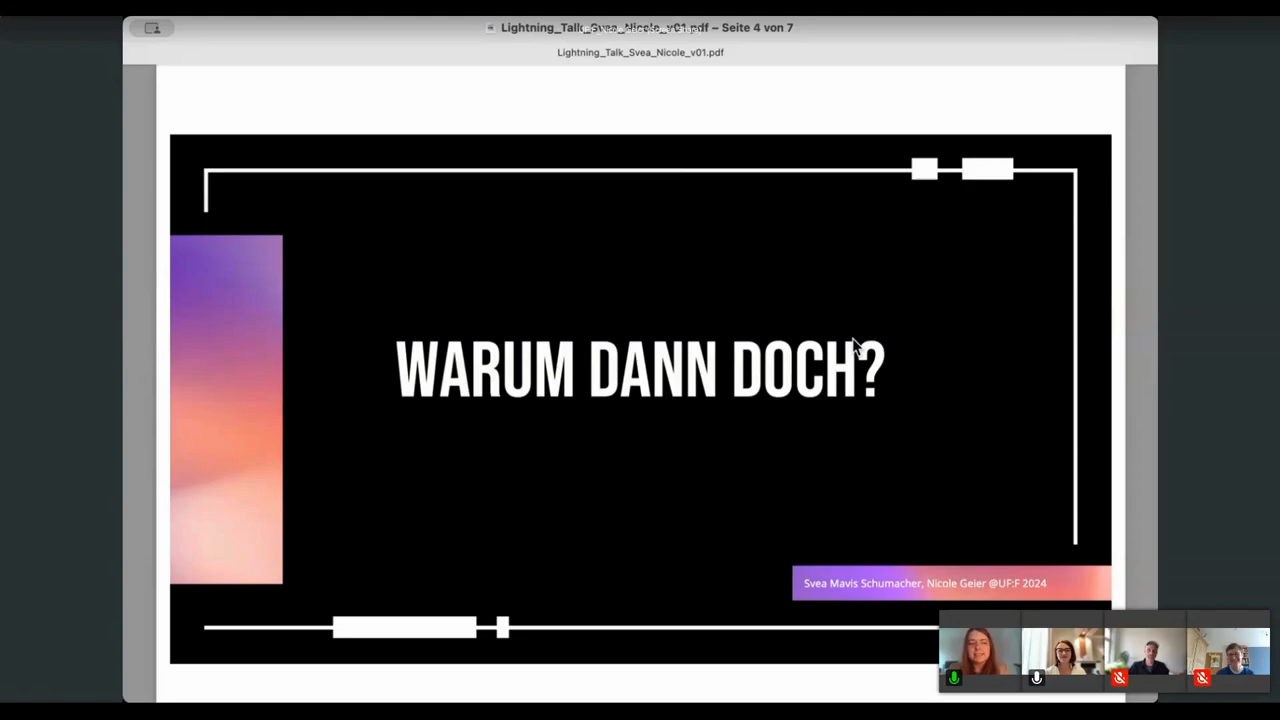 Lightning_Talk_Svea_Nicole_v01.pdf – Seite 4 von 7
Lightning_Talk_Svea_Nicole_v01.pdf
WARUM DANN DOCH?
Svea Mavis Schumacher, Nicole Geier @UF:F 2024